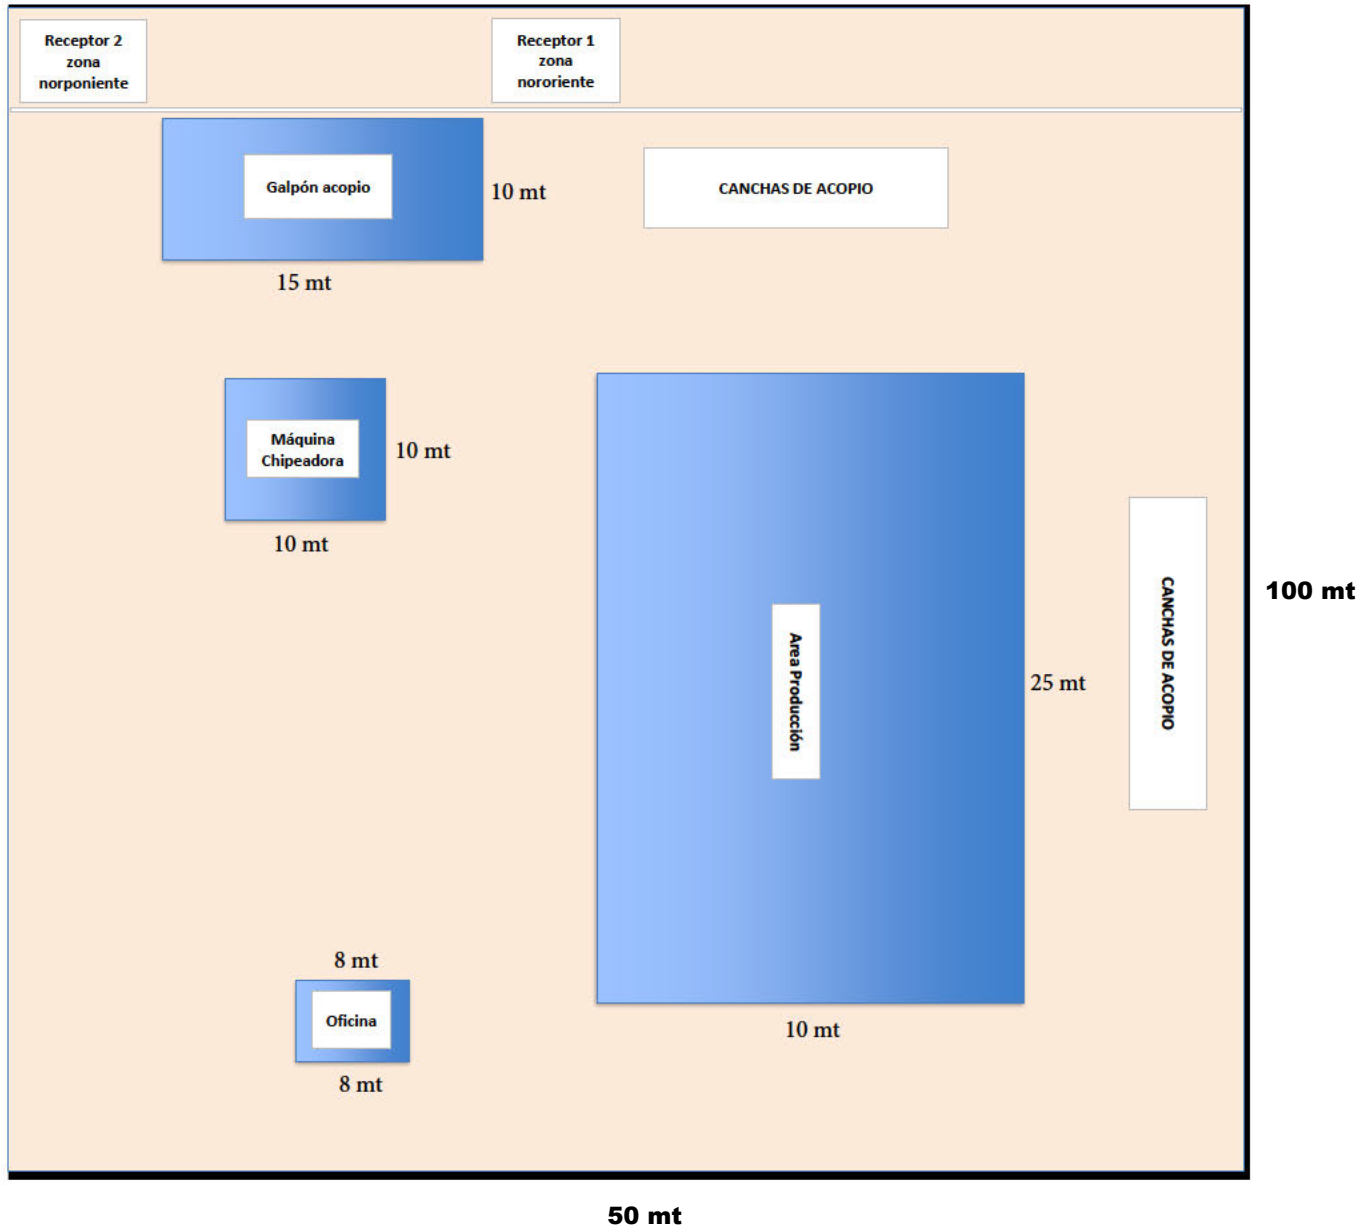 Receptor 2
zona
norponiente
Receptor 1
zona
nororiente
Galpón acopio
10 mt
CANCHAS DE ACOPIO
15 mt
Máquina
Chipeadora
10 mt
10 mt
Area Producción
25 mt
CANCHAS DE ACOPIO
100 mt
8 mt
Oficina
8 mt
10 mt
50 mt